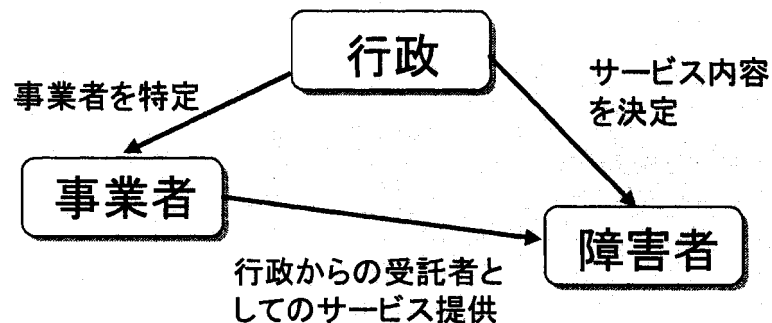 行政
サービス内容
を決定
事業者を特定
事業者
障害者
行政からの受託者と
してのサービス提供